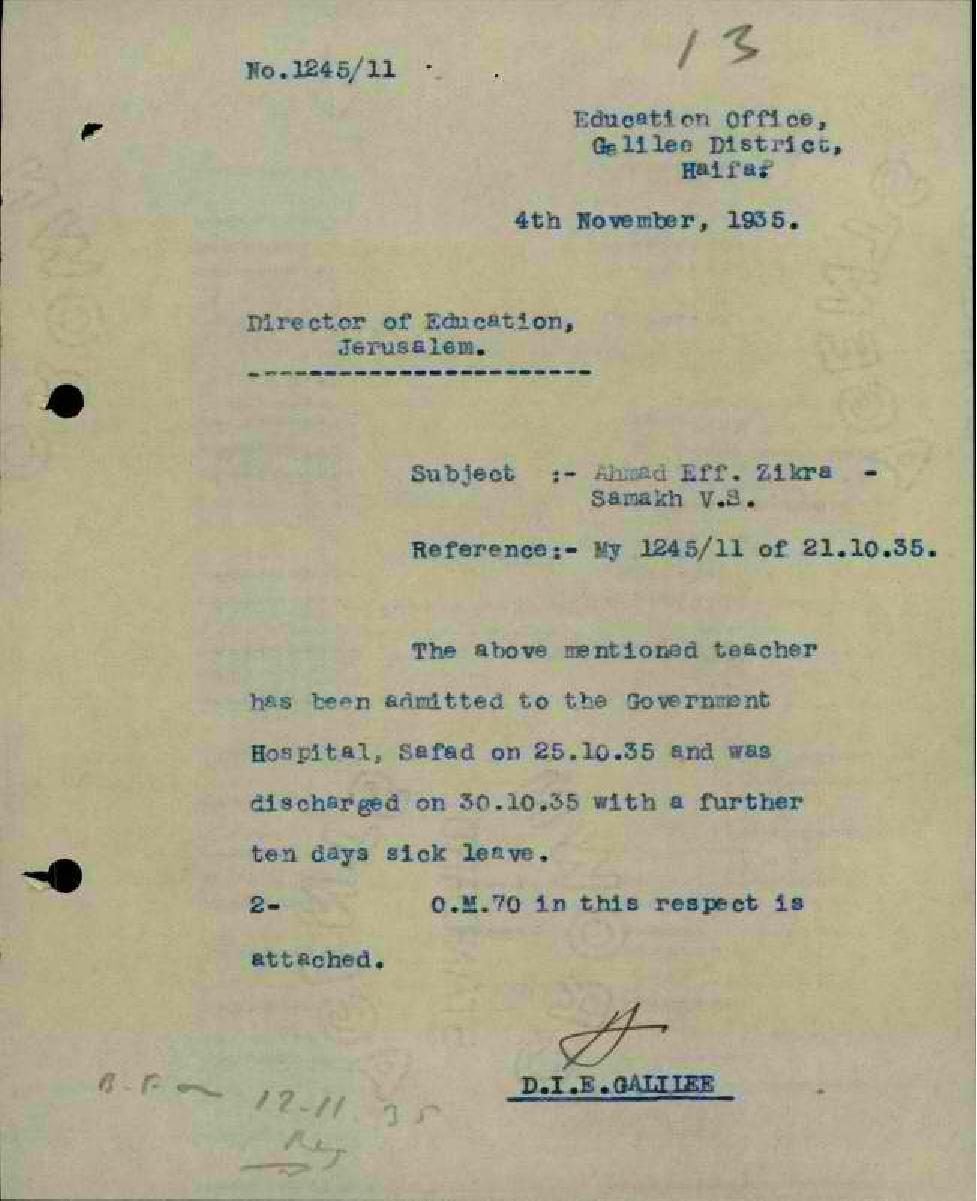 13
No.1245/11
Education Office,
Galilee District,
Haifa.
4th November, 1935.
Director of Education,
Jerusalem.
Subject :- Ahmad Eff. Zikra -
Samakh V.S.
Reference:- My 1245/11 of 21.10.35.
The above mentioned teacher
has been admitted to the Government
Hospital, Safad on 25.10.35 and was
discharged on 30.10.35 with a further
ten days sick leave.
2- O.M.70 in this respect is
attached.
D.I.E.GALILEE
B.F. on 12.11.35